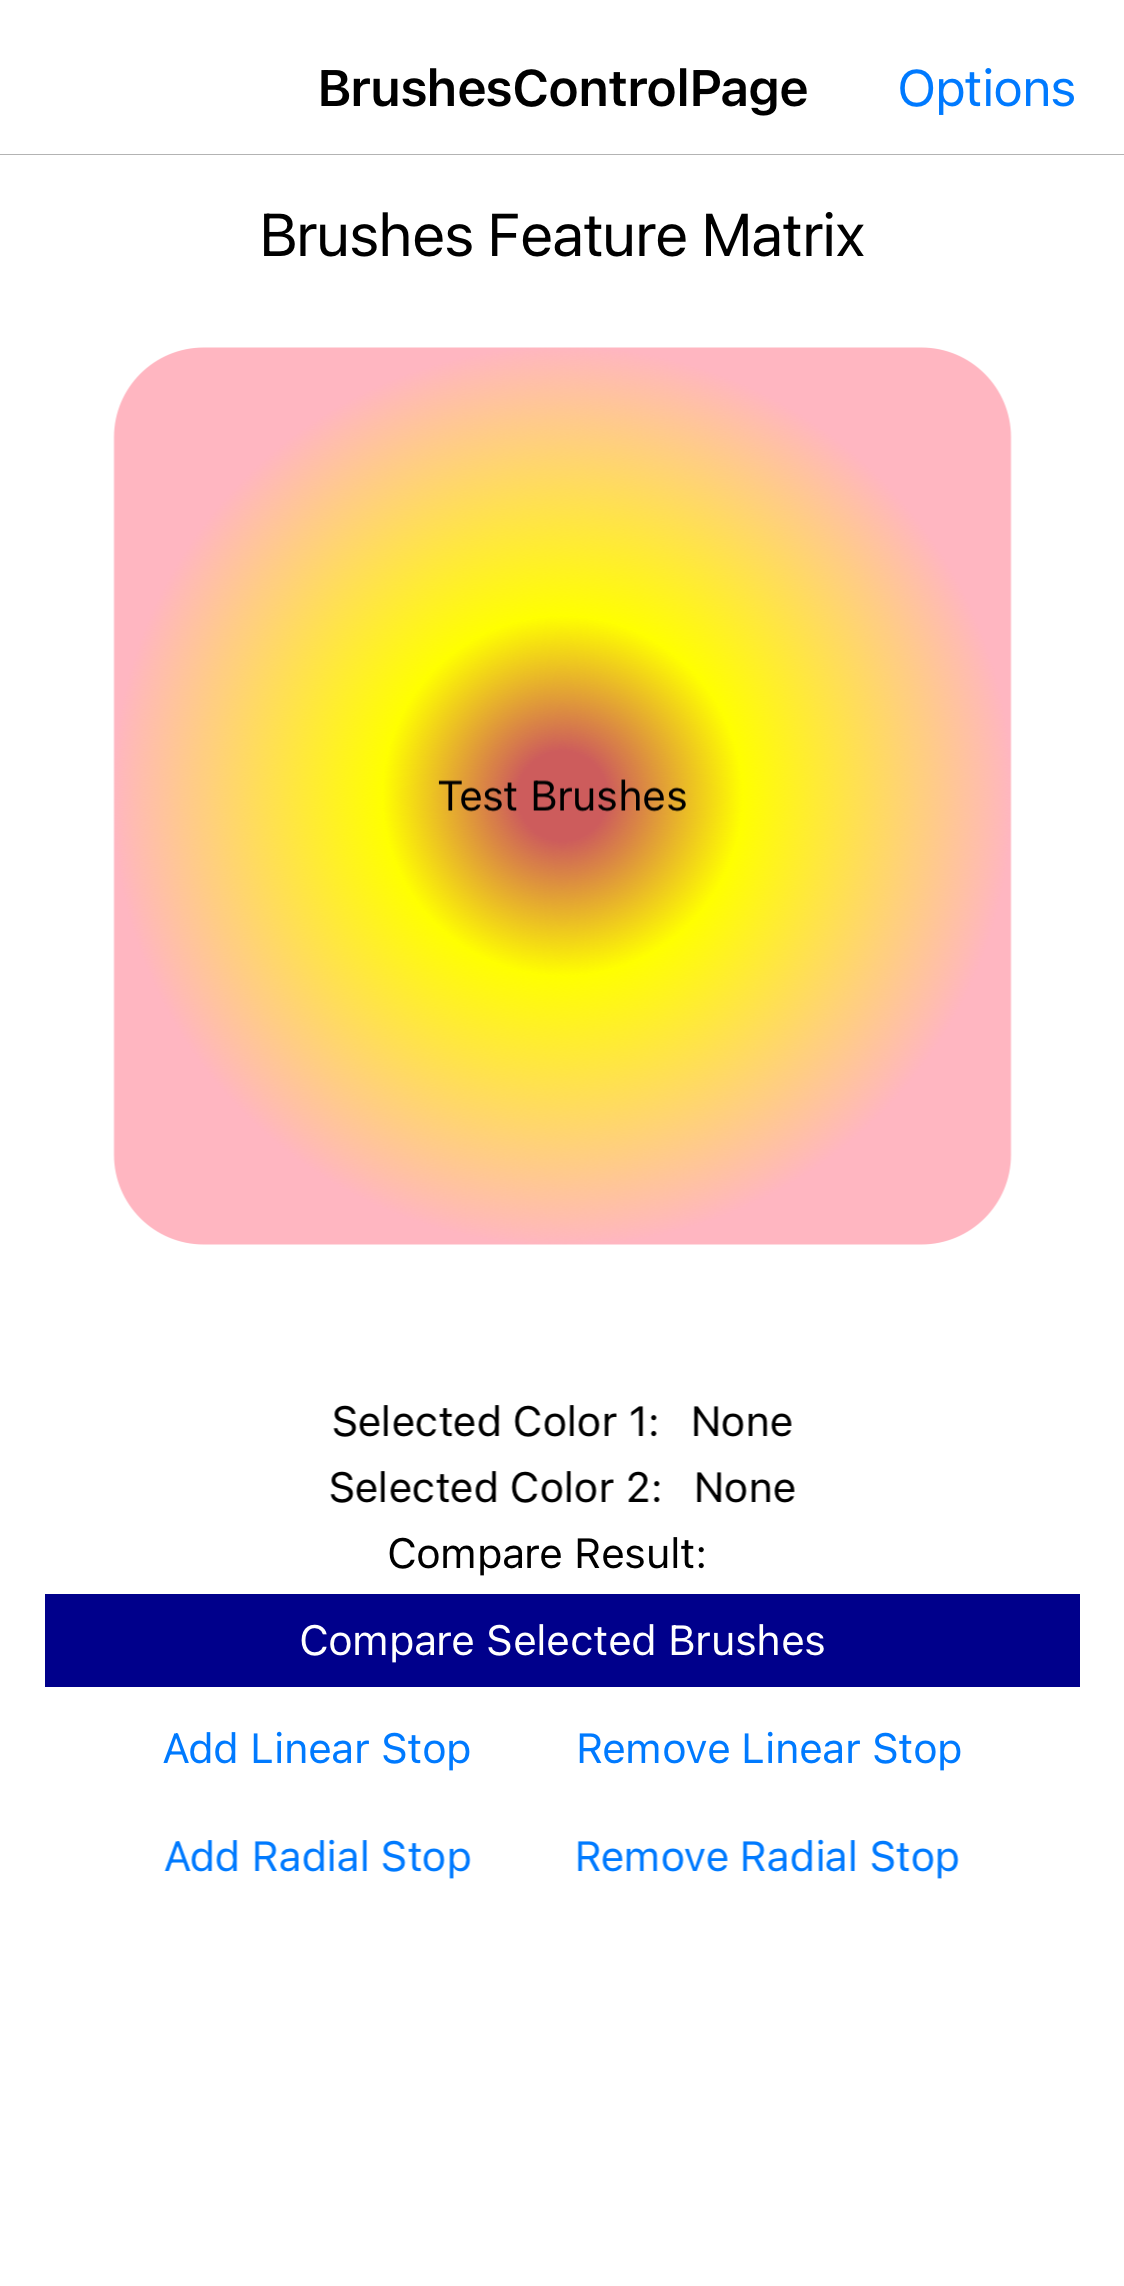 BrushesControlPage Options
Brushes Feature Matrix
Test Brushes
Selected Color 1: None
Selected Color 2: None
Compare Result:
Compare Selected Brushes
Add Linear Stop Remove Linear Stop
Add Radial Stop Remove Radial Stop